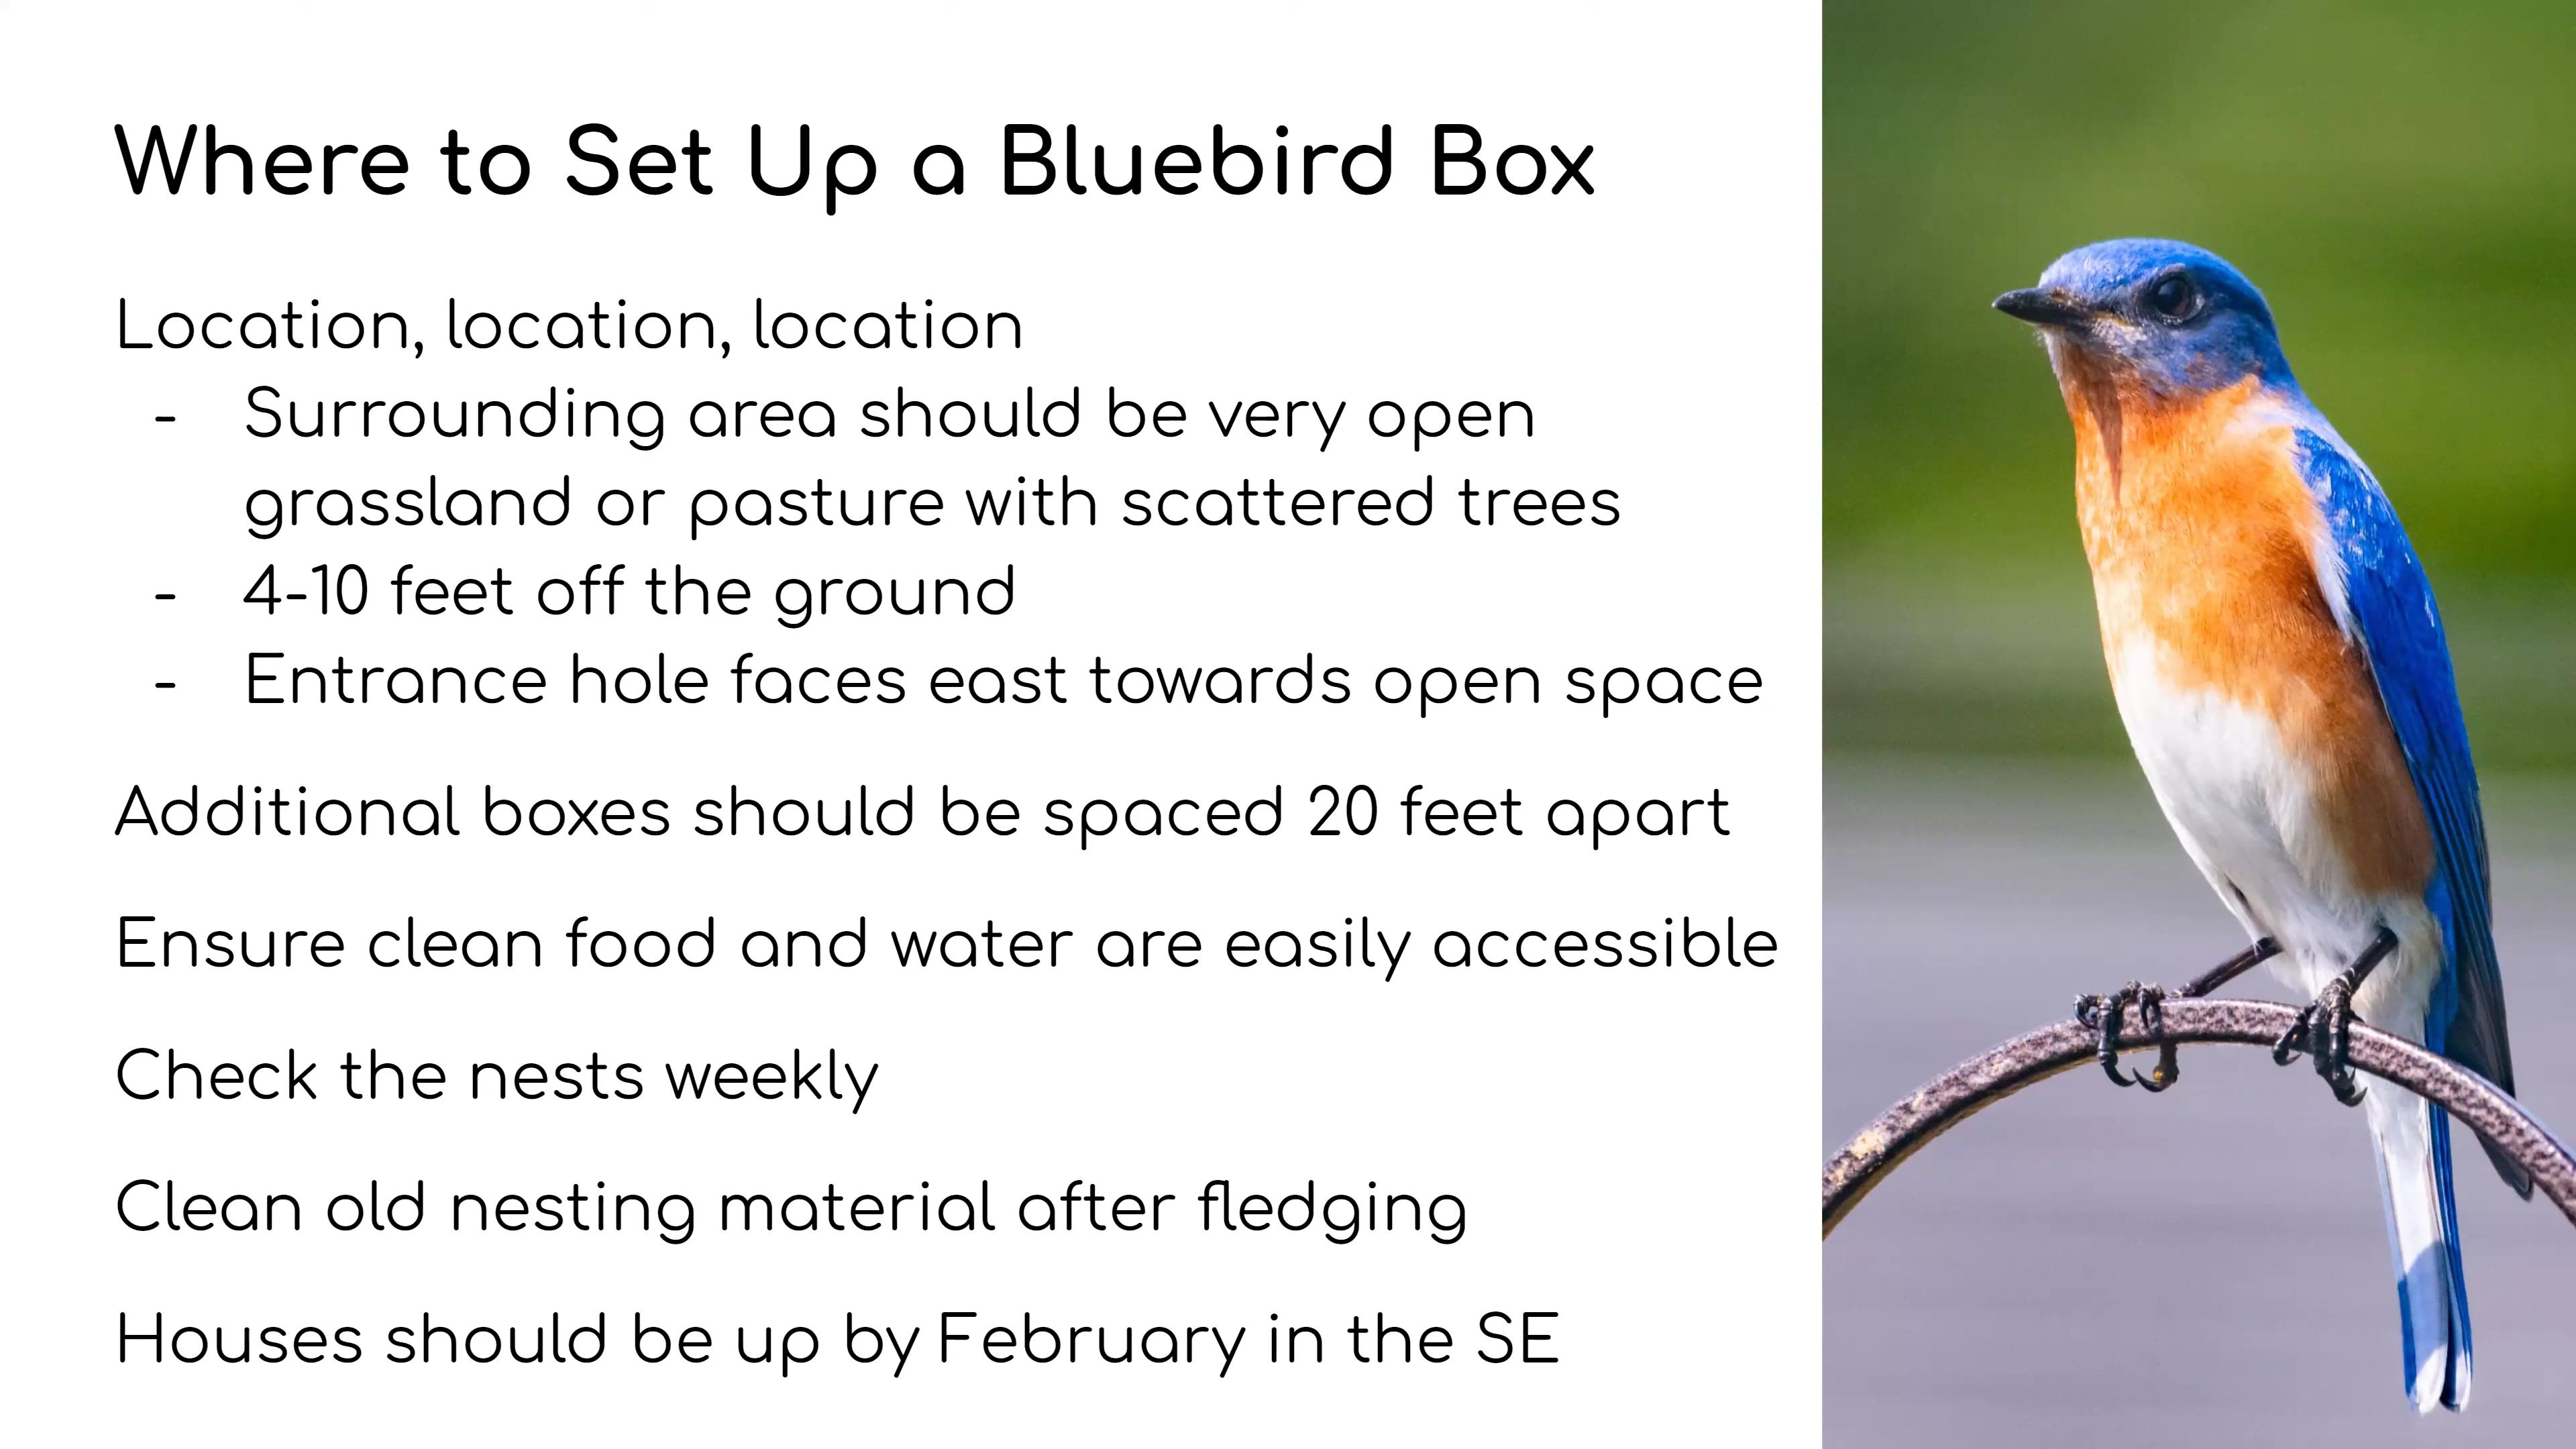 Where to Set Up a Bluebird Box
Location, location, location
- Surrounding area should be very open
grassland or pasture with scattered trees
- 4-10 feet off the ground
- Entrance hole faces east towards open space
Additional boxes should be spaced 20 feet apart
Ensure clean food and water are easily accessible
Check the nests weekly
Clean old nesting material after fledging
Houses should be up by February in the SE